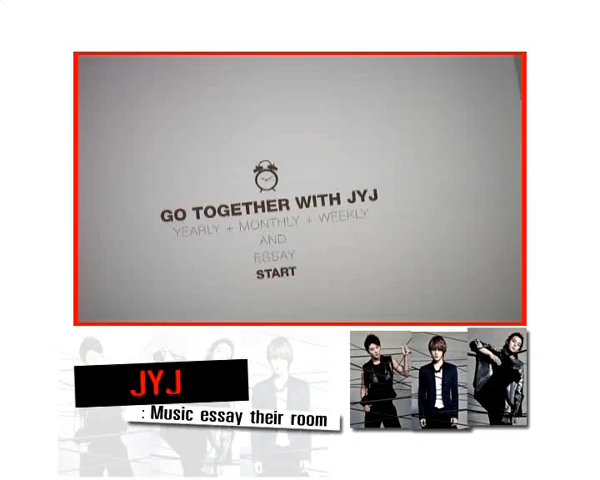 GO TOGETHER WITH JYJ
YEARLY + MONTHLY + WEEKLY
AND
ESSAY
START
JYJ
: Music essay their room